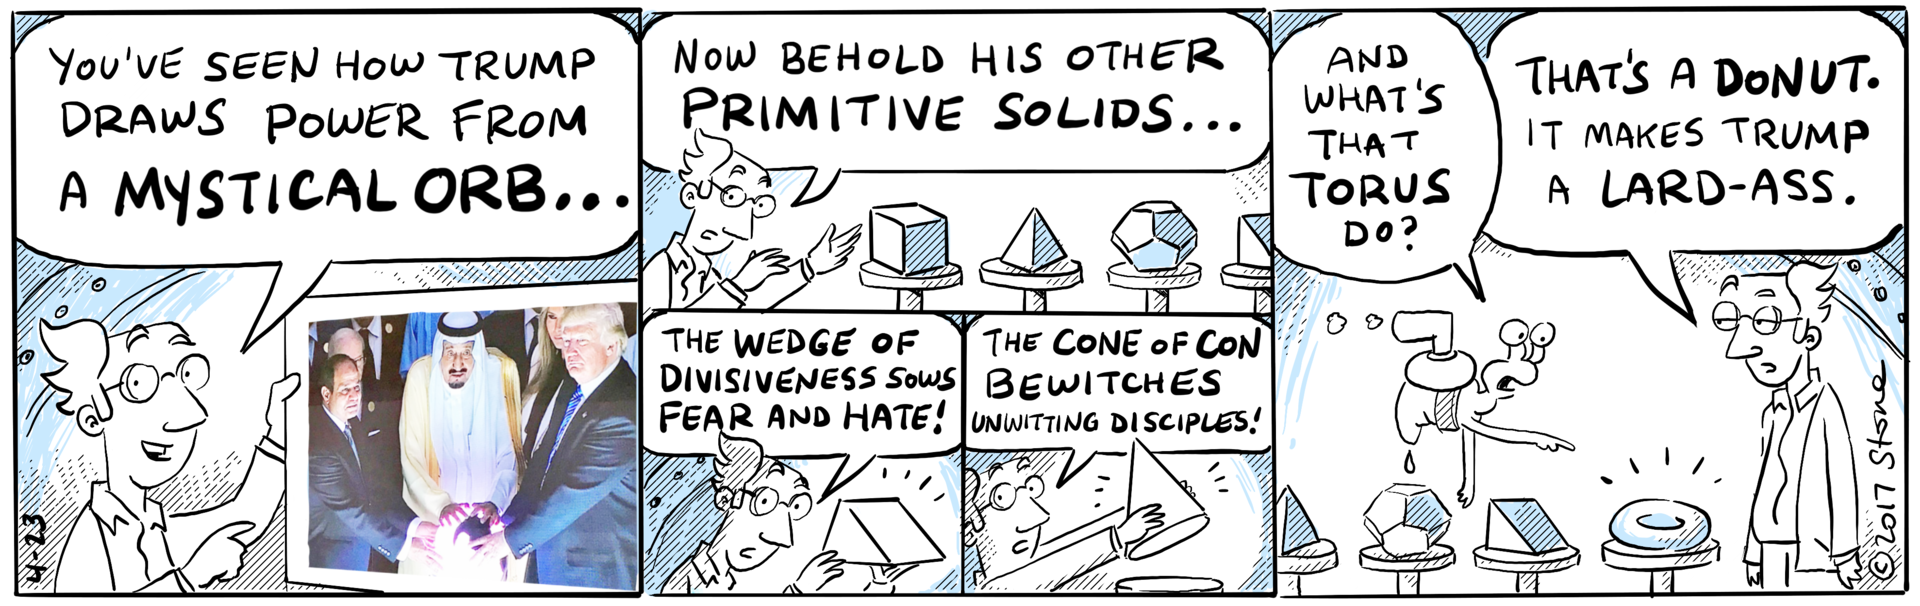 YOU'VE SEEN HOW TRUMP
DRAWS POWER FROM
A MYSTICAL ORB...
4-23
NOW BEHOLD HIS OTHER
PRIMITIVE SOLIDS...
THE WEDGE OF
DIVISIVENESS SOWS
FEAR AND HATE!
THE CONE OF CON
BEWITCHES
UNWITTING DISCIPLES!
AND
WHAT'S
THAT
TORUS
DO?
THAT'S A DONUT.
IT MAKES TRUMP
A LARD-ASS.
© 2017 Stone